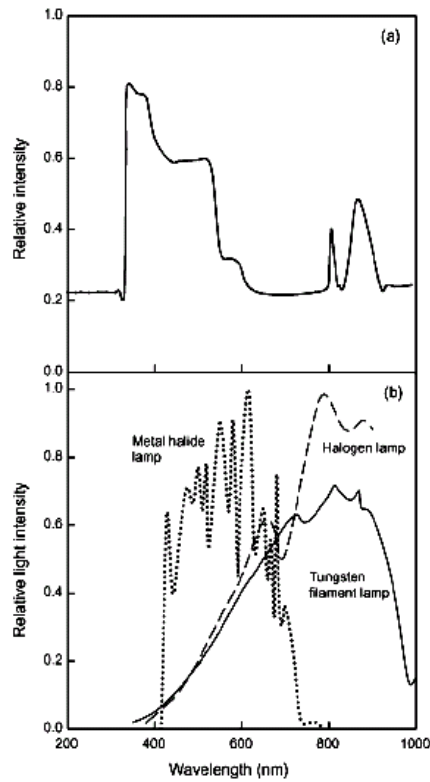 (a)
Relative intensity
1.0
0.8
0.6
0.4
0.2
0.0
(b)
Relative light intensity
1.0
0.8
0.6
0.4
0.2
0.0
Metal halide
lamp
Halogen lamp
Tungsten
filament lamp
200 400 600 800 1000
Wavelength (nm)